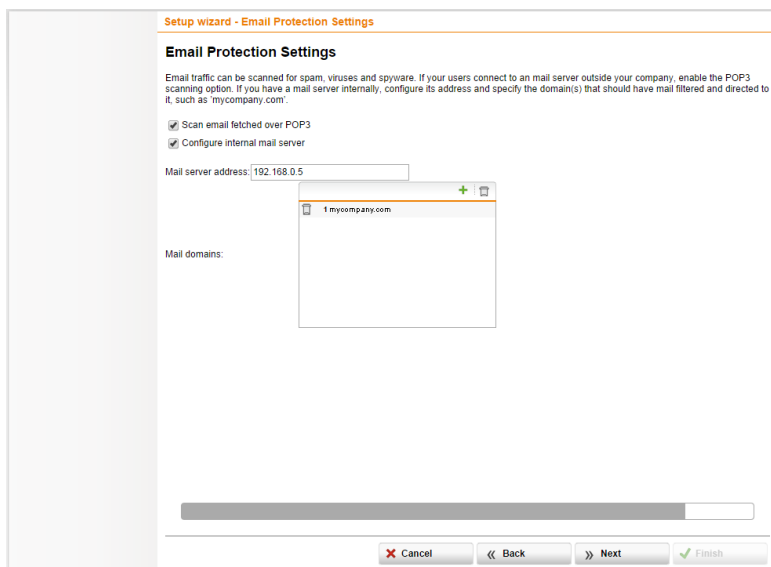 Setup wizard - Email Protection Settings
Email Protection Settings
Email traffic can be scanned for spam, viruses and spyware. If your users connect to an mail server outside your company, enable the POP3
scanning option. If you have a mail server internally, configure its address and specify the domain(s) that should have mail filtered and directed to
it, such as 'mycompany.com'.
Scan email fetched over POP3
Configure internal mail server
Mail server address: 192.168.0.5
1 mycompany.com
Mail domains:
Cancel
Back
Next
Finish